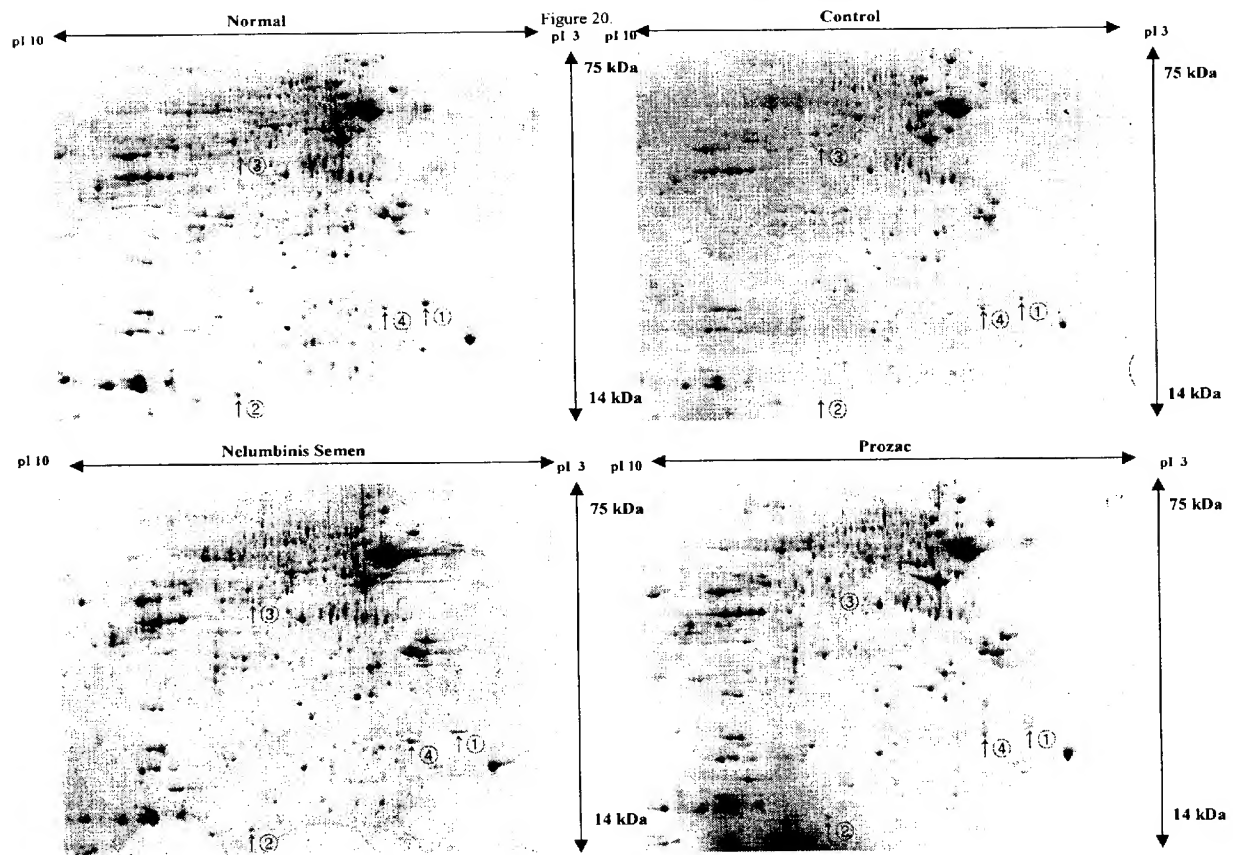 Figure 20.
Normal
pI 10
pI 3
75 kDa
③
④
①
②
14 kDa
Control
pI 10
pI 3
75 kDa
③
④
①
②
14 kDa
Nelumbinis Semen
pI 10
pI 3
75 kDa
③
④
①
②
14 kDa
Prozac
pI 10
pI 3
75 kDa
③
④
①
②
14 kDa